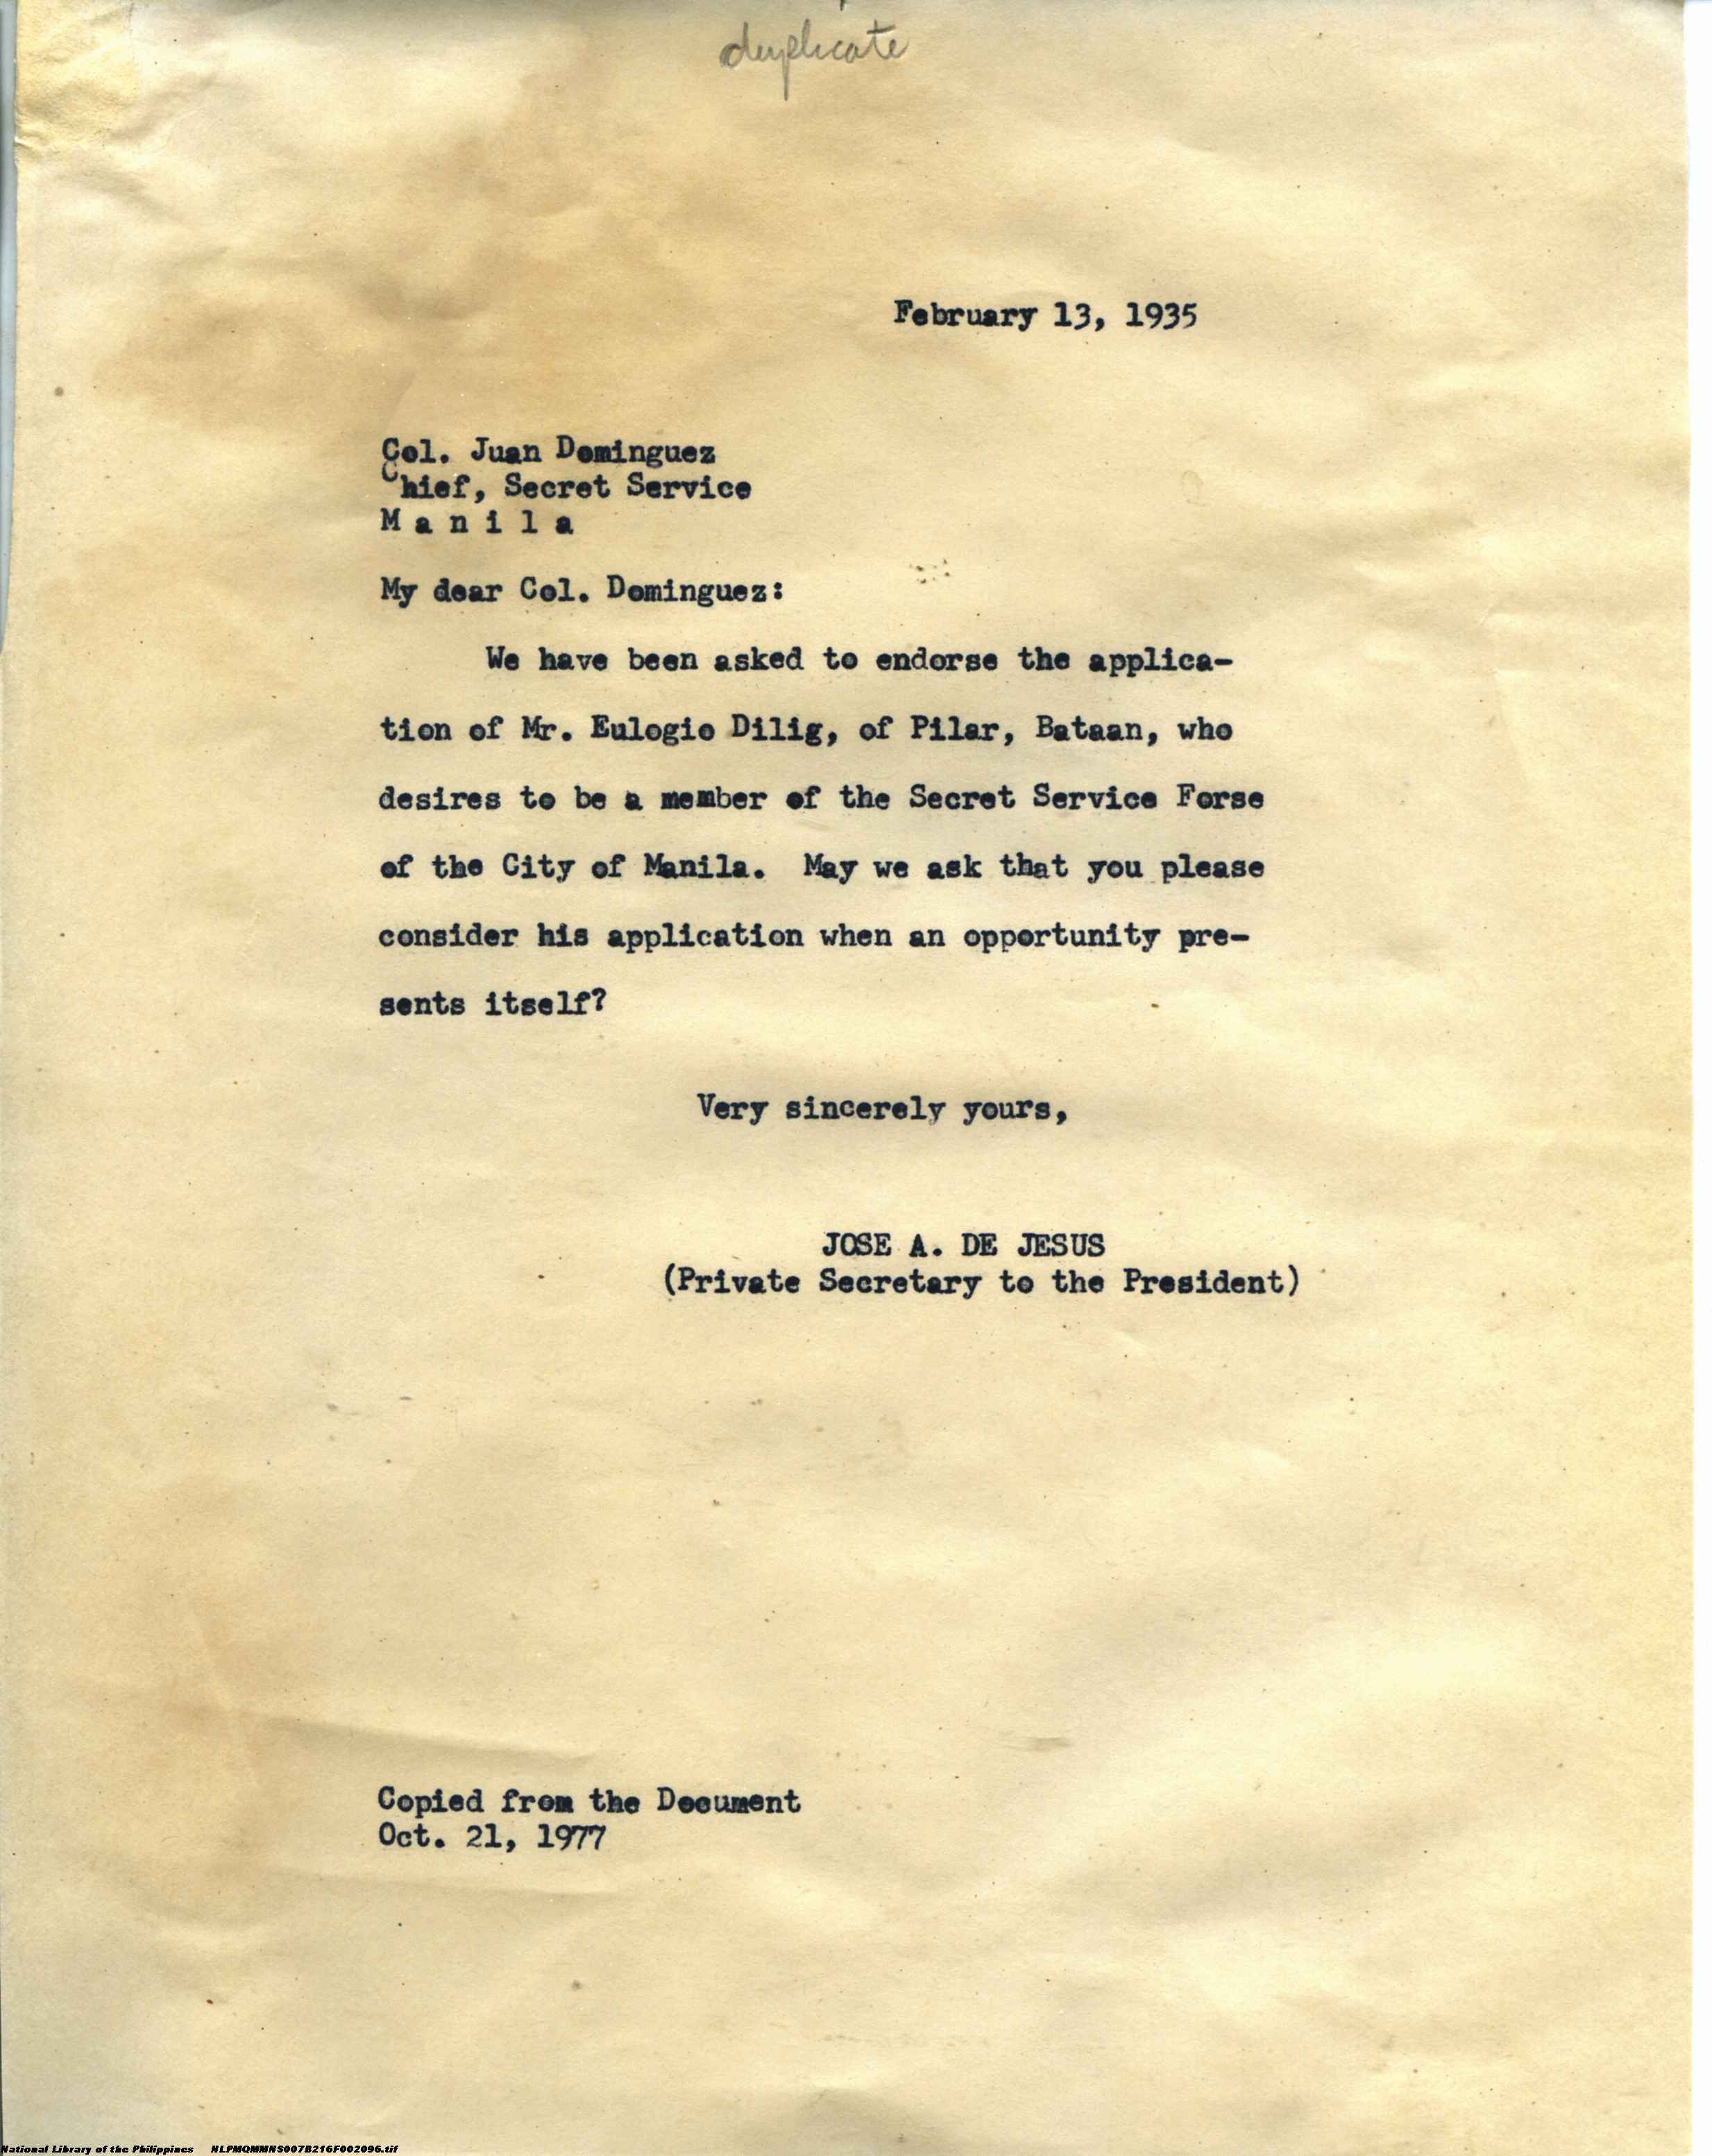 duplicate
February 13, 1935
Col. Juan Dominguez
Chief, Secret Service
M a n i l a
My dear Col. Dominguez:
We have been asked to endorse the applica-
tion of Mr. Eulogio Dilig, of Pilar, Bataan, who
desires to be a member of the Secret Service Forse
of the City of Manila. May we ask that you please
consider his application when an opportunity pre-
sents itself?
Very sincerely yours,
JOSE A. DE JESUS
(Private Secretary to the President)
Copied from the Document
Oct. 21, 1977
National Library of the Philippines NLPMQMMNS007B216F002096.tif